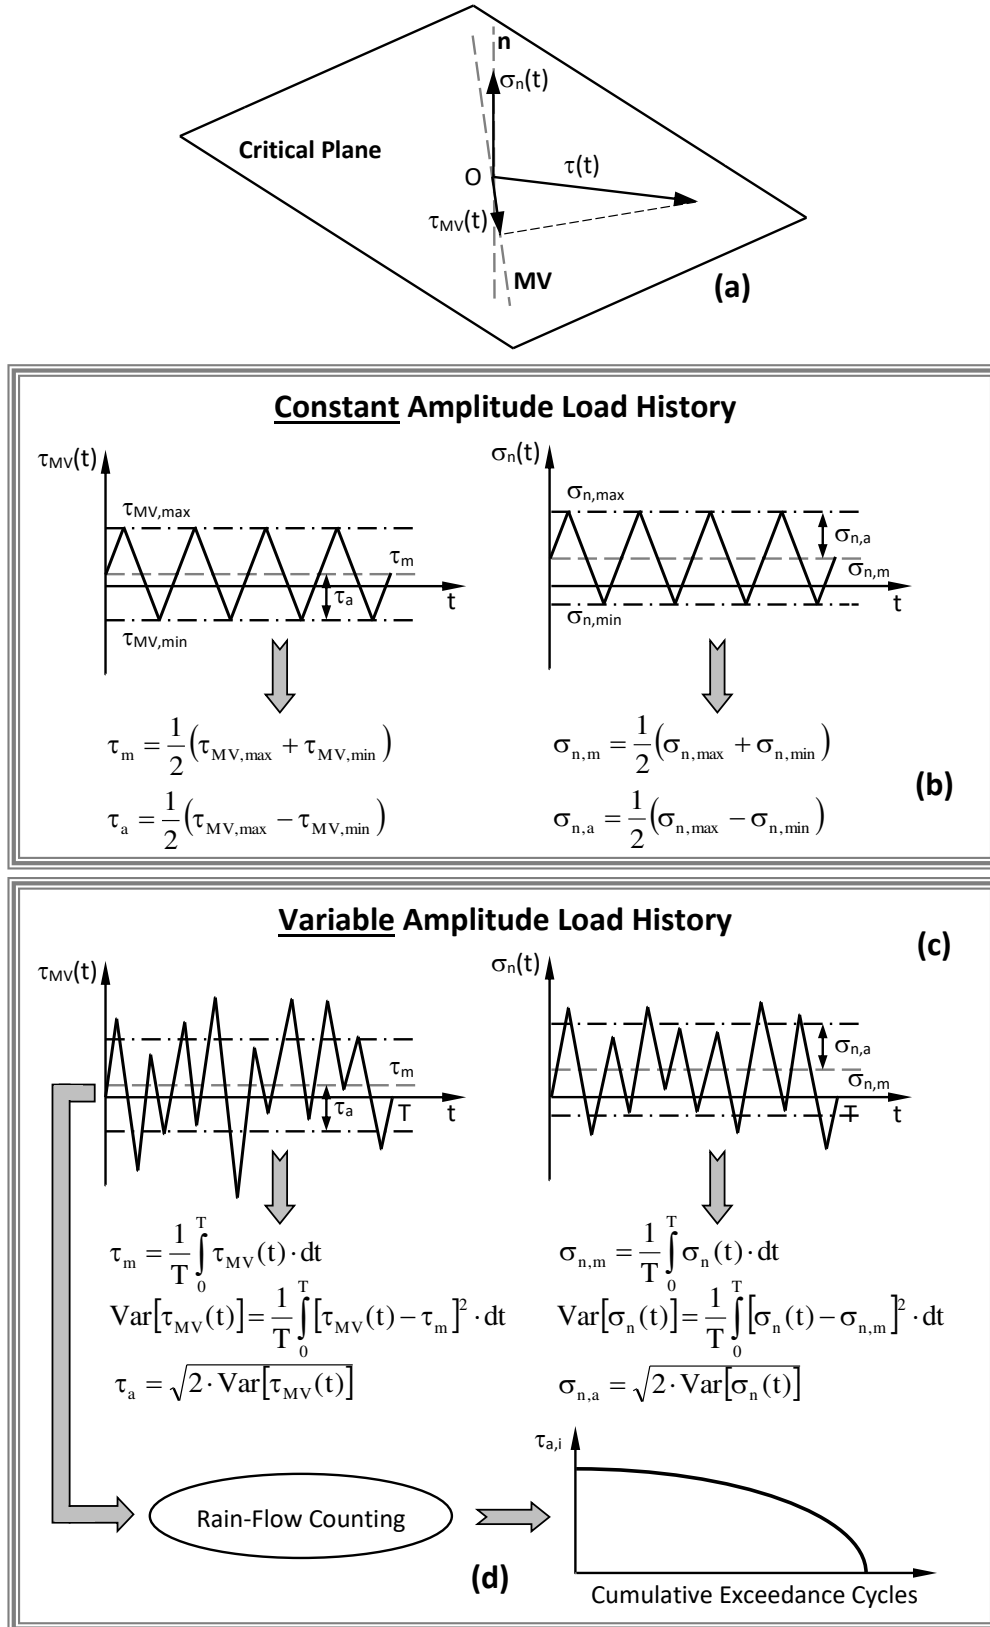 n
σn(t)
Critical Plane
τ(t)
O
τMV(t)
MV
(a)
Constant Amplitude Load History
τMV(t)
σn(t)
τMV,max
σn,max
τm
σn,a
τa
t
σn,m
t
τMV,min
σn,min
τm = 1/2 (τMV,max + τMV,min)
σn,m = 1/2 (σn,max + σn,min)
(b)
τa = 1/2 (τMV,max − τMV,min)
σn,a = 1/2 (σn,max − σn,min)
Variable Amplitude Load History
(c)
τMV(t)
σn(t)
τm
σn,a
τa
σn,m
T
t
T
t
τm = 1/T ∫0T τMV(t)·dt
σn,m = 1/T ∫0T σn(t)·dt
Var[τMV(t)] = 1/T ∫0T [τMV(t) − τm]2·dt
Var[σn(t)] = 1/T ∫0T [σn(t) − σn,m]2·dt
τa = √2·Var[τMV(t)]
σn,a = √2·Var[σn(t)]
τa,i
Rain-Flow Counting
(d)
Cumulative Exceedance Cycles